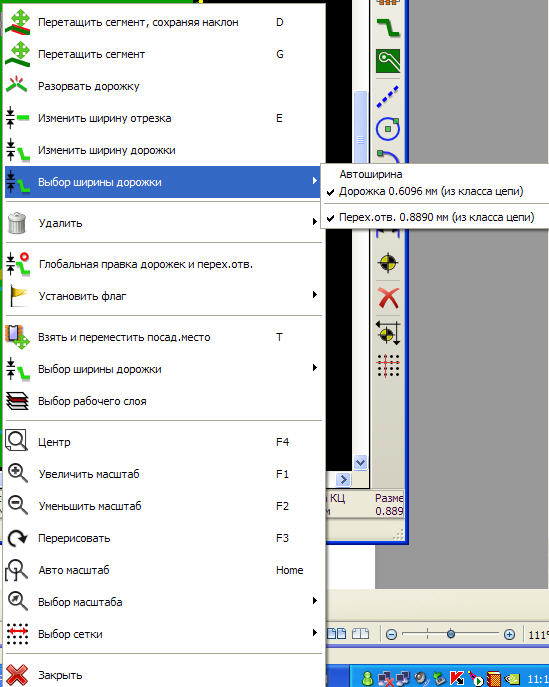 Перетащить сегмент, сохраняя наклон D
Перетащить сегмент G
Разорвать дорожку
Изменить ширину отрезка E
Изменить ширину дорожки
Выбор ширины дорожки
Автоширина
Дорожка 0.6096 мм (из класса цепи)
Перех.отв. 0.8890 мм (из класса цепи)
Удалить
Глобальная правка дорожек и перех.отв.
Установить флаг
Взять и переместить посад.место T
Выбор ширины дорожки
Выбор рабочего слоя
Центр F4
Увеличить масштаб F1
Уменьшить масштаб F2
Перерисовать F3
Авто масштаб Home
Выбор масштаба
Выбор сетки
Закрыть
КЦ Разме
м 0.889
111%
11:1